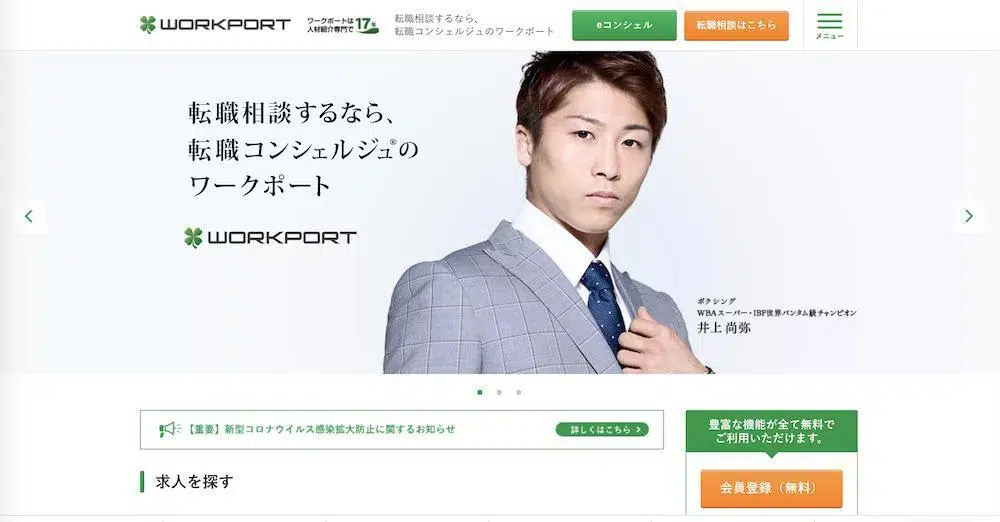 WORKPORT
ワークポートは
人材紹介専門で
17年
転職相談するなら、
転職コンシェルジュのワークポート
eコンシェル
転職相談はこちら
メニュー
転職相談するなら、
転職コンシェルジュ®の
ワークポート
WORKPORT
ボクシング
WBAスーパー・IBF世界バンタム級チャンピオン
井上 尚弥
【重要】新型コロナウイルス感染拡大防止に関するお知らせ
詳しくはこちら
豊富な機能が全て無料で
ご利用いただけます。
求人を探す
会員登録（無料）